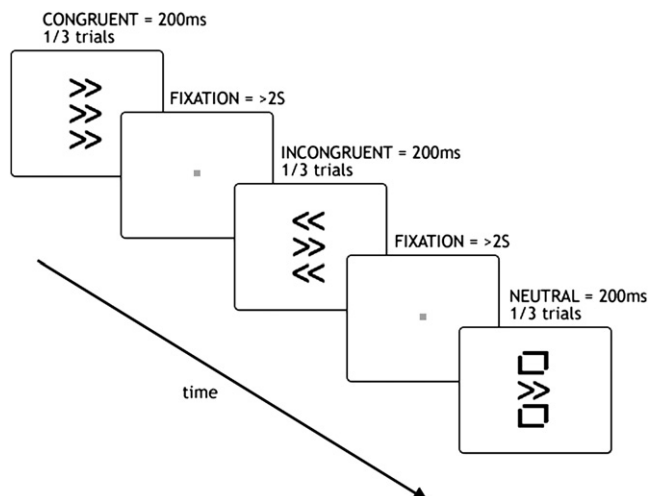 CONGRUENT = 200ms
1/3 trials
>>
>>
>>
FIXATION = >2S
INCONGRUENT = 200ms
1/3 trials
<<
>>
<<
FIXATION = >2S
NEUTRAL = 200ms
1/3 trials
>>
time